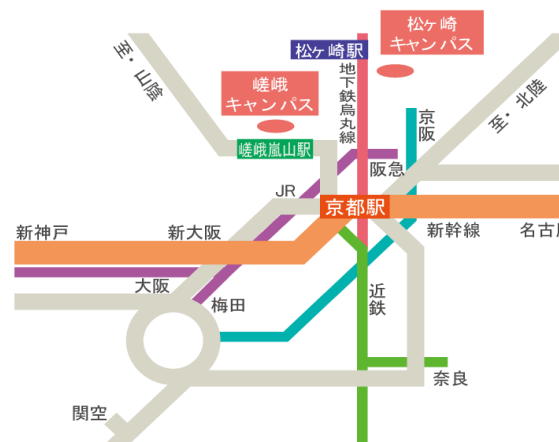 松ヶ崎
キャンパス
松ヶ崎駅
至・山陰
嵯峨
キャンパス
地下鉄烏丸線
至・北陸
京阪
嵯峨嵐山駅
阪急
JR
京都駅
新神戸
新大阪
新幹線
名古屋
大阪
梅田
近鉄
奈良
関空